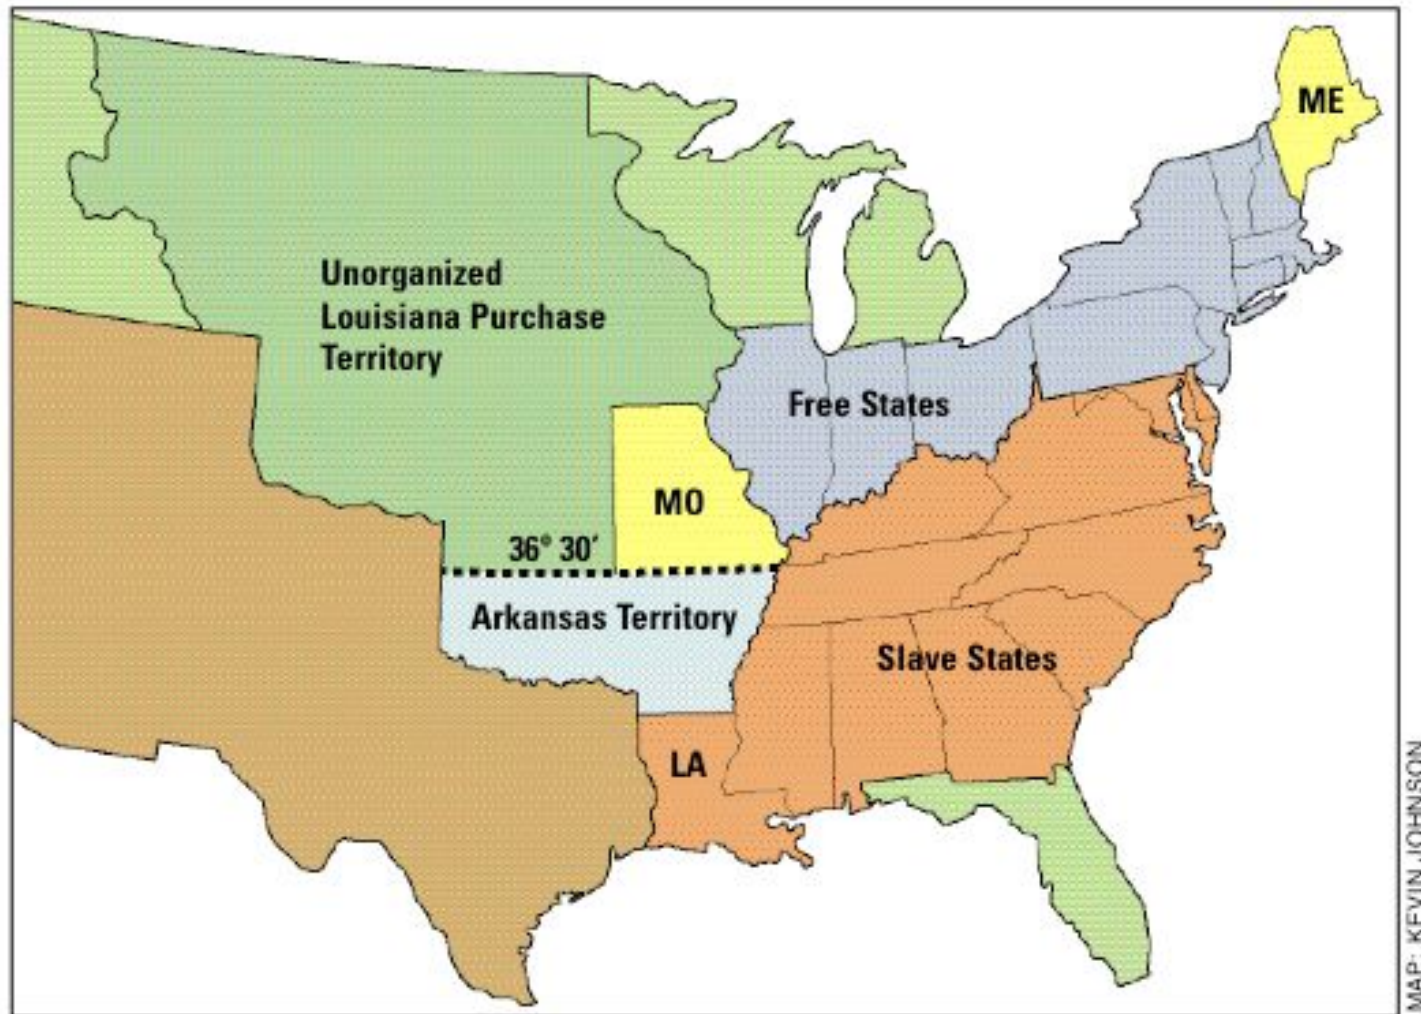 ME
Unorganized
Louisiana Purchase
Territory
Free States
MO
36° 30′
Arkansas Territory
Slave States
LA
MAP: KEVIN JOHNSON